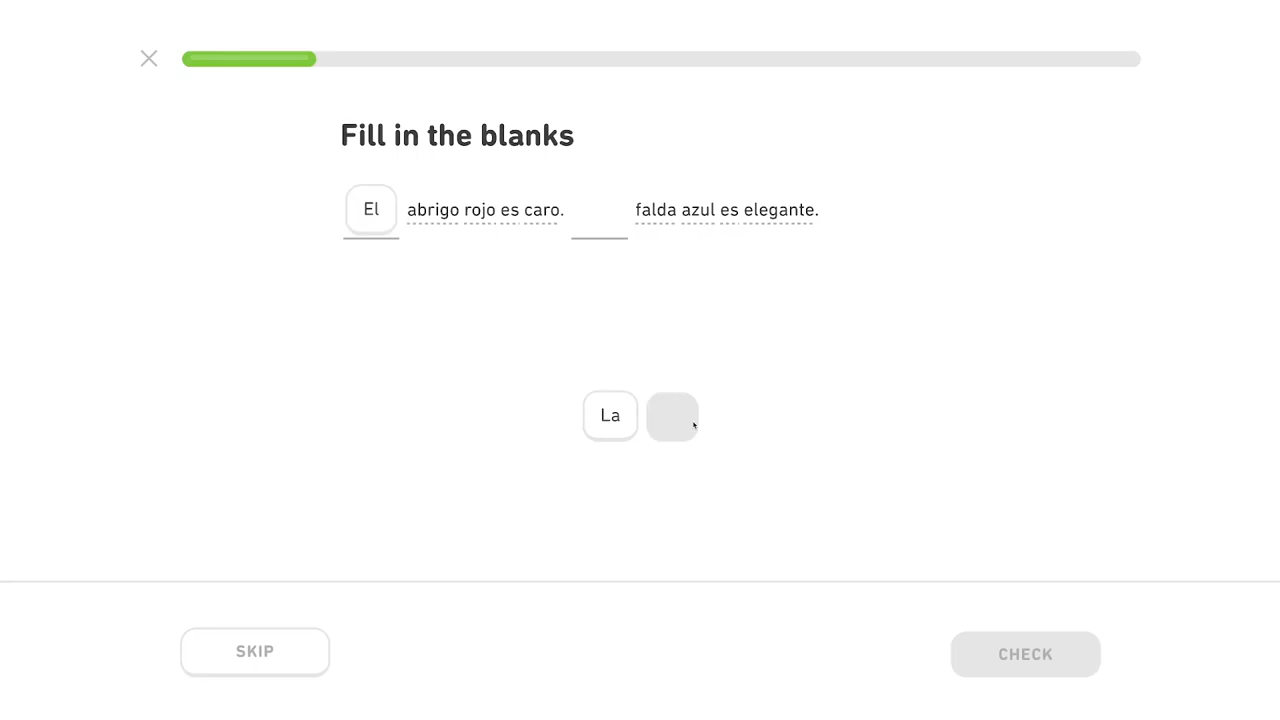 Fill in the blanks
El abrigo rojo es caro. falda azul es elegante.
La
SKIP CHECK